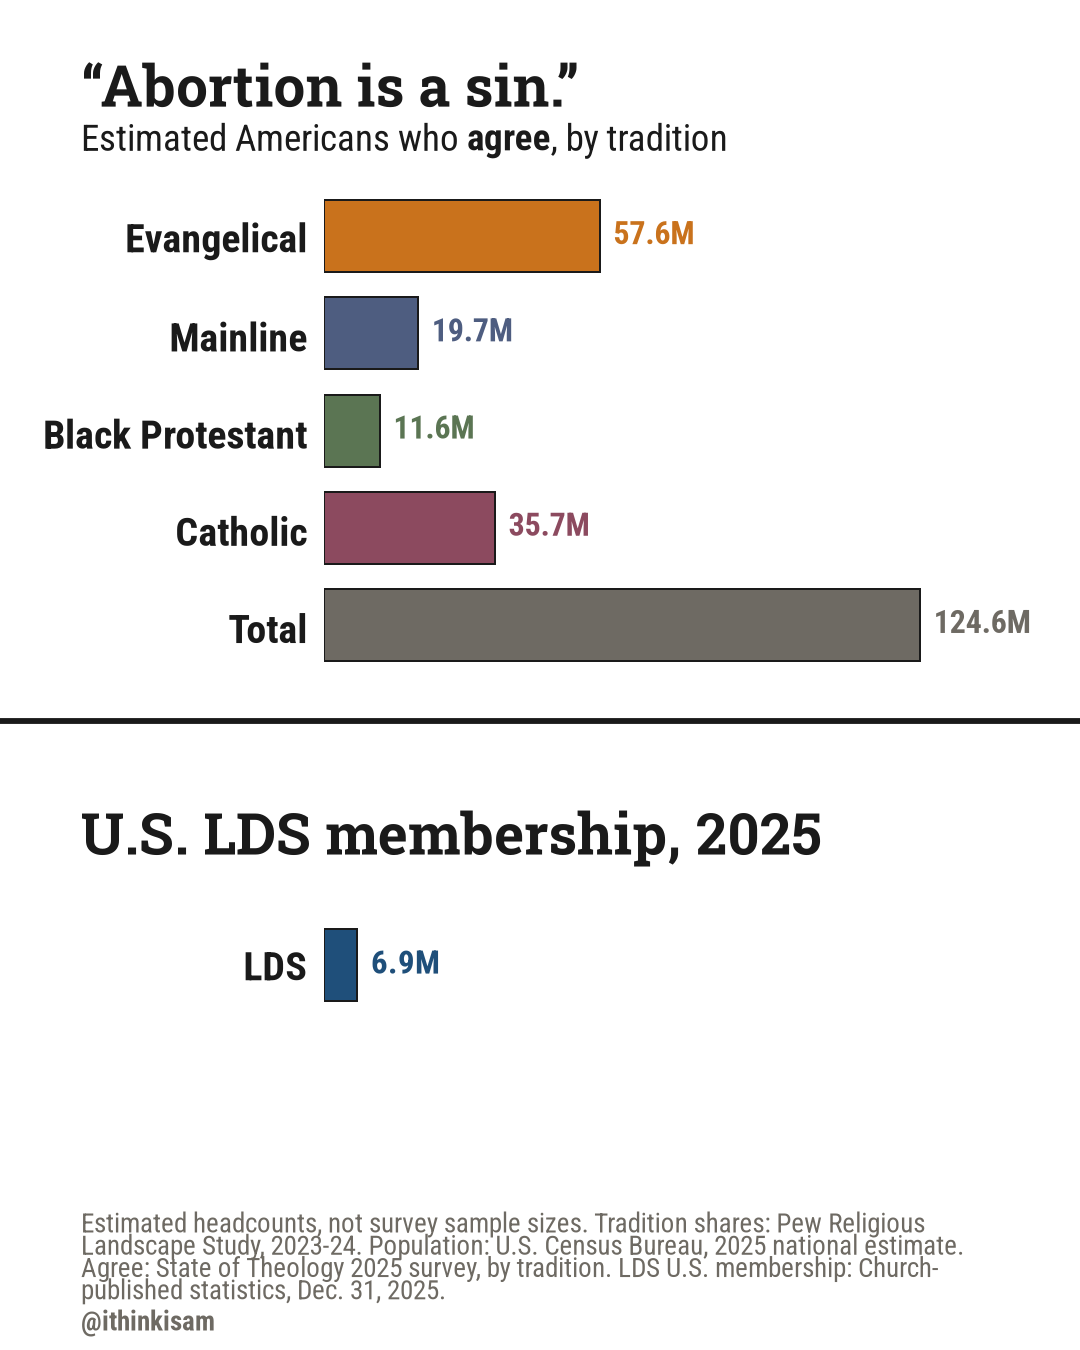 “Abortion is a sin.”
Estimated Americans who agree, by tradition
Evangelical 57.6M
Mainline 19.7M
Black Protestant 11.6M
Catholic 35.7M
Total 124.6M
U.S. LDS membership, 2025
LDS 6.9M
Estimated headcounts, not survey sample sizes. Tradition shares: Pew Religious
Landscape Study, 2023-24. Population: U.S. Census Bureau, 2025 national estimate.
Agree: State of Theology 2025 survey, by tradition. LDS U.S. membership: Church-
published statistics, Dec. 31, 2025.
@ithinkisam